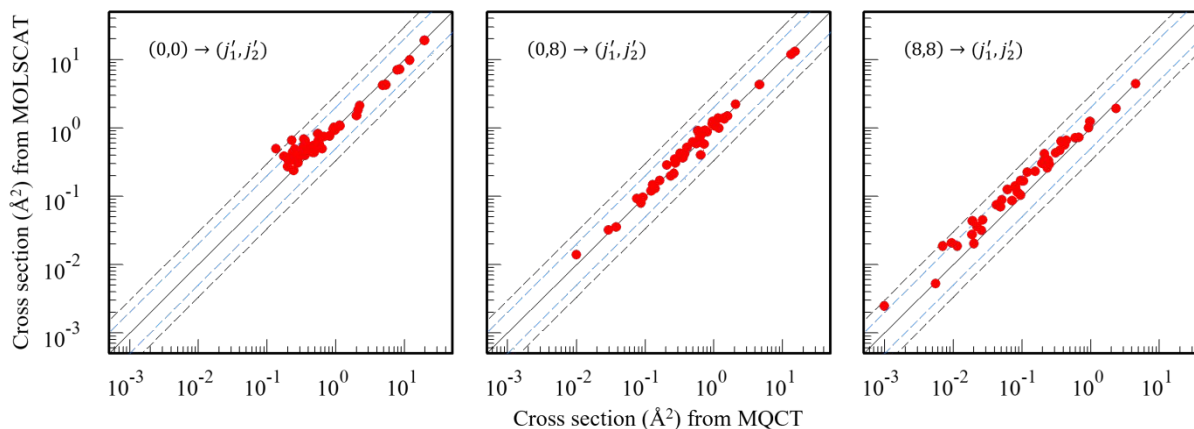 Cross section (Å²) from MOLSCAT
(0,0) → (j′₁, j′₂)
(0,8) → (j′₁, j′₂)
(8,8) → (j′₁, j′₂)
10¹
10⁰
10⁻¹
10⁻²
10⁻³
10⁻³ 10⁻² 10⁻¹ 10⁰ 10¹ 10⁻³ 10⁻² 10⁻¹ 10⁰ 10¹ 10⁻³ 10⁻² 10⁻¹ 10⁰ 10¹
Cross section (Å²) from MQCT